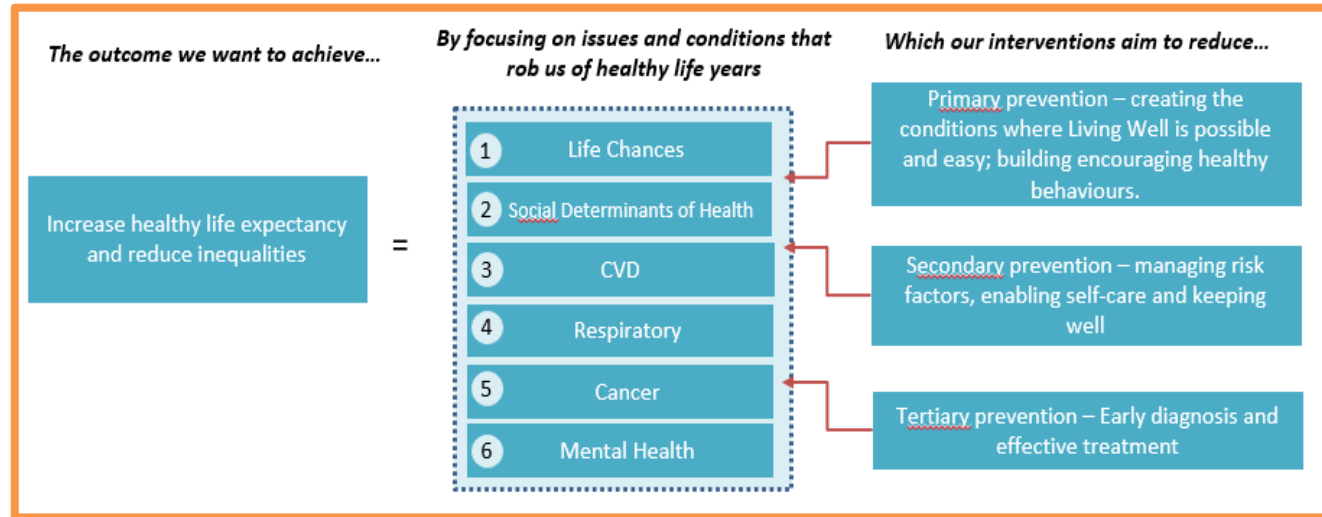 The outcome we want to achieve...
Increase healthy life expectancy
and reduce inequalities
=
By focusing on issues and conditions that
rob us of healthy life years
1 Life Chances
2 Social Determinants of Health
3 CVD
4 Respiratory
5 Cancer
6 Mental Health
Which our interventions aim to reduce...
Primary prevention – creating the
conditions where Living Well is possible
and easy; building encouraging healthy
behaviours.
Secondary prevention – managing risk
factors, enabling self-care and keeping
well
Tertiary prevention – Early diagnosis and
effective treatment